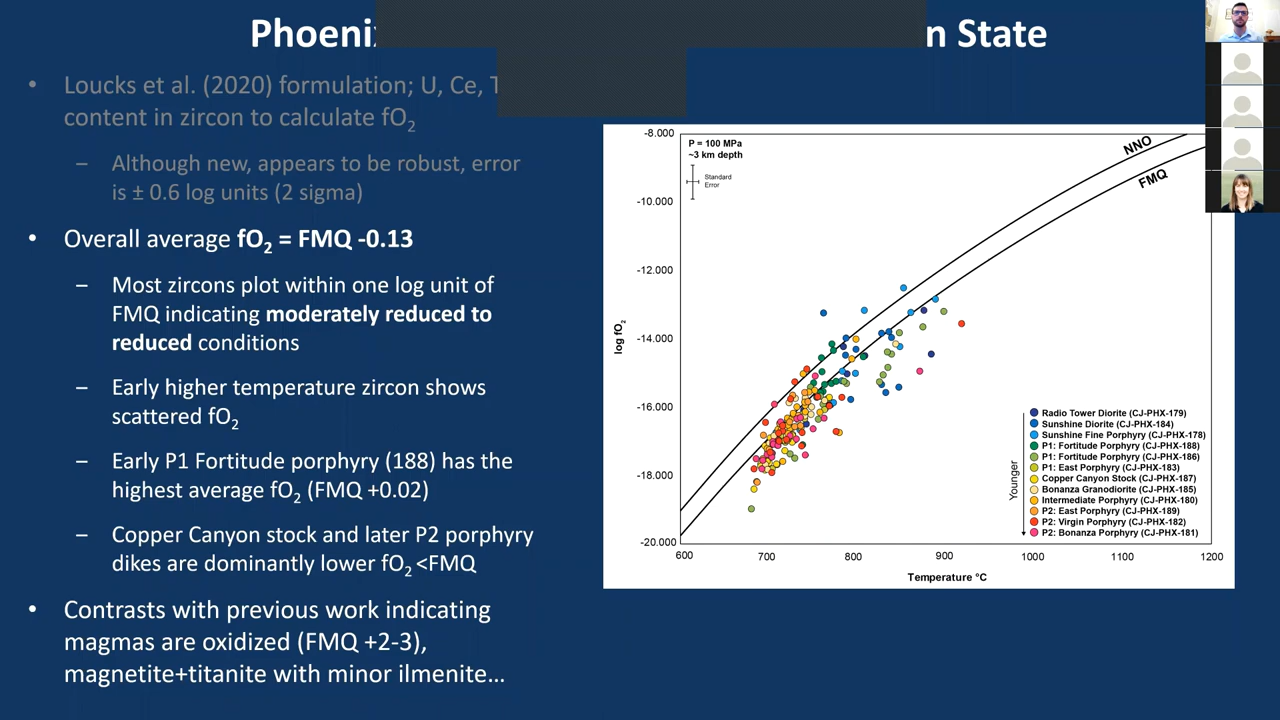 n State
• Loucks et al. (2020) formulation; U, Ce, T
content in zircon to calculate fO₂
– Although new, appears to be robust, error
is ± 0.6 log units (2 sigma)
• Overall average fO₂ = FMQ -0.13
– Most zircons plot within one log unit of
FMQ indicating moderately reduced to
reduced conditions
– Early higher temperature zircon shows
scattered fO₂
– Early P1 Fortitude porphyry (188) has the
highest average fO₂ (FMQ +0.02)
– Copper Canyon stock and later P2 porphyry
dikes are dominantly lower fO₂ <FMQ
• Contrasts with previous work indicating
magmas are oxidized (FMQ +2-3),
magnetite+titanite with minor ilmenite...
P = 100 MPa
~3 km depth
Standard
Error
NNO
FMQ
log fO₂
-8.000
-10.000
-12.000
-14.000
-16.000
-18.000
-20.000
600 700 800 900 1000 1100 1200
Temperature °C
Younger
Radio Tower Diorite (CJ-PHX-179)
Sunshine Diorite (CJ-PHX-184)
Sunshine Fine Porphyry (CJ-PHX-178)
P1: Fortitude Porphyry (CJ-PHX-188)
P1: Fortitude Porphyry (CJ-PHX-186)
P1: East Porphyry (CJ-PHX-183)
Copper Canyon Stock (CJ-PHX-187)
Bonanza Granodiorite (CJ-PHX-185)
Intermediate Porphyry (CJ-PHX-180)
P2: East Porphyry (CJ-PHX-189)
P2: Virgin Porphyry (CJ-PHX-182)
P2: Bonanza Porphyry (CJ-PHX-181)